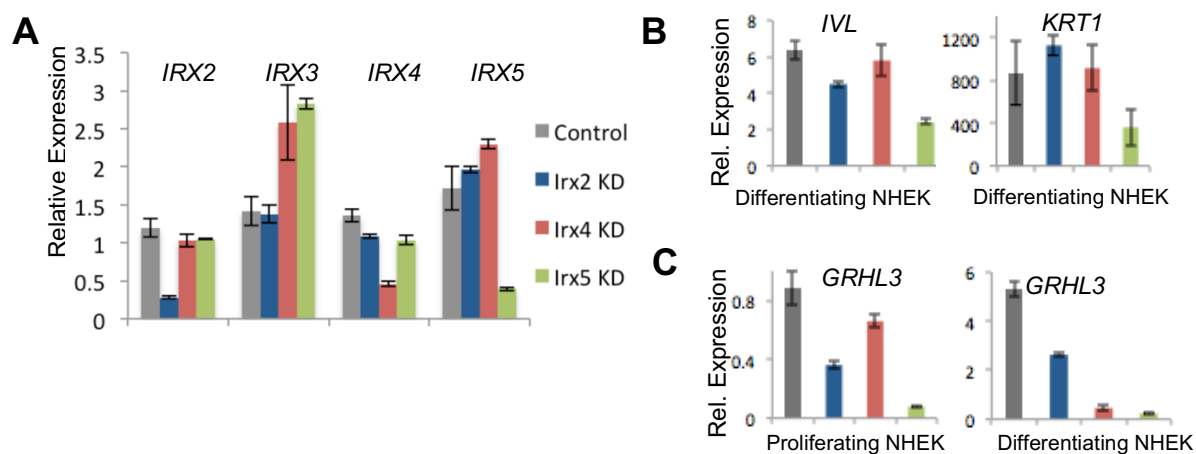 A
Relative Expression
3.5
3
2.5
2
1.5
1
0.5
0
IRX2
IRX3
IRX4
IRX5
Control
Irx2 KD
Irx4 KD
Irx5 KD
B
Rel. Expression
IVL
8
6
4
2
0
Differentiating NHEK
KRT1
1200
800
400
0
Differentiating NHEK
C
Rel. Expression
GRHL3
0.8
0.4
0
Proliferating NHEK
GRHL3
6
4
2
0
Differentiating NHEK